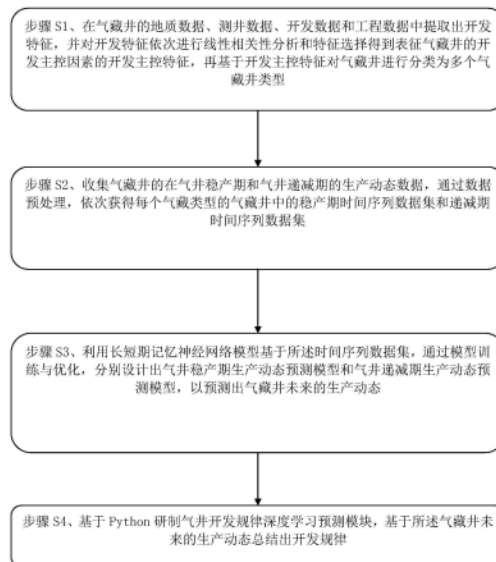 步骤 S1、在气藏井的地质数据、测井数据、开发数据和工程数据中提取出开发
特征，并对开发特征依次进行线性相关性分析和特征选择得到表征气藏井的
开发主控因素的开发主控特征，再基于开发主控特征对气藏井进行分类为多个气
藏井类型
步骤 S2、收集气藏井的在气井稳产期和气井递减期的生产动态数据，通过数据
预处理，依次获得每个气藏类型的气藏井中的稳产期时间序列数据集和递减期
时间序列数据集
步骤 S3、利用长短期记忆神经网络模型基于所述时间序列数据集，通过模型训
练与优化，分别设计出气井稳产期生产动态预测模型和气井递减期生产动态预
测模型，以预测出气藏井未来的生产动态
步骤 S4、基于 Python 研制气井开发规律深度学习预测模块，基于所述气藏井未
来的生产动态总结出开发规律